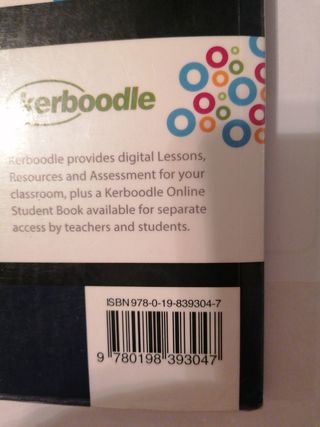 kerboodle
Kerboodle provides digital Lessons,
Resources and Assessment for your
classroom, plus a Kerboodle Online
Student Book available for separate
access by teachers and students.
ISBN 978-0-19-839304-7
9 780198 393047